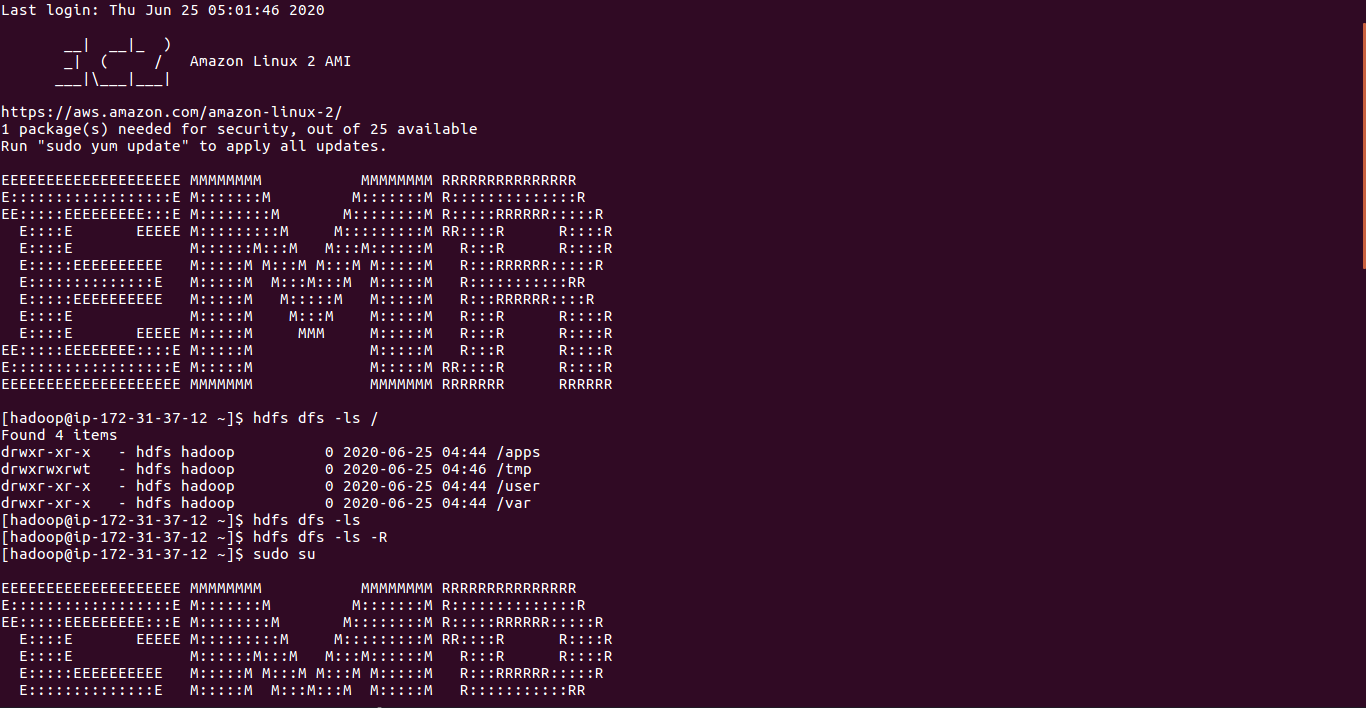 Last login: Thu Jun 25 05:01:46 2020

       __|  __|_  )
       _|  (     /   Amazon Linux 2 AMI
      ___|\___|___|

https://aws.amazon.com/amazon-linux-2/
1 package(s) needed for security, out of 25 available
Run "sudo yum update" to apply all updates.

EEEEEEEEEEEEEEEEEEEE MMMMMMMM           MMMMMMMM RRRRRRRRRRRRRRR
E::::::::::::::::::E M:::::::M         M:::::::M R::::::::::::::R
EE:::::EEEEEEEEE:::E M::::::::M       M::::::::M R:::::RRRRRR:::::R
  E::::E       EEEEE M:::::::::M     M:::::::::M RR::::R      R::::R
  E::::E             M::::::M:::M   M:::M::::::M   R:::R      R::::R
  E:::::EEEEEEEEEE   M:::::M M:::M M:::M M:::::M   R:::RRRRRR:::::R
  E::::::::::::::E   M:::::M  M:::M:::M  M:::::M   R:::::::::::RR
  E:::::EEEEEEEEEE   M:::::M   M:::::M   M:::::M   R:::RRRRRR::::R
  E::::E             M:::::M    M:::M    M:::::M   R:::R      R::::R
  E::::E       EEEEE M:::::M     MMM     M:::::M   R:::R      R::::R
EE:::::EEEEEEEE::::E M:::::M             M:::::M   R:::R      R::::R
E::::::::::::::::::E M:::::M             M:::::M RR::::R      R::::R
EEEEEEEEEEEEEEEEEEEE MMMMMMM             MMMMMMM RRRRRRR      RRRRRR

[hadoop@ip-172-31-37-12 ~]$ hdfs dfs -ls /
Found 4 items
drwxr-xr-x   - hdfs hadoop          0 2020-06-25 04:44 /apps
drwxrwxrwt   - hdfs hadoop          0 2020-06-25 04:46 /tmp
drwxr-xr-x   - hdfs hadoop          0 2020-06-25 04:44 /user
drwxr-xr-x   - hdfs hadoop          0 2020-06-25 04:44 /var
[hadoop@ip-172-31-37-12 ~]$ hdfs dfs -ls
[hadoop@ip-172-31-37-12 ~]$ hdfs dfs -ls -R
[hadoop@ip-172-31-37-12 ~]$ sudo su

EEEEEEEEEEEEEEEEEEEE MMMMMMMM           MMMMMMMM RRRRRRRRRRRRRRR
E::::::::::::::::::E M:::::::M         M:::::::M R::::::::::::::R
EE:::::EEEEEEEEE:::E M::::::::M       M::::::::M R:::::RRRRRR:::::R
  E::::E       EEEEE M:::::::::M     M:::::::::M RR::::R      R::::R
  E::::E             M::::::M:::M   M:::M::::::M   R:::R      R::::R
  E:::::EEEEEEEEEE   M:::::M M:::M M:::M M:::::M   R:::RRRRRR:::::R
  E::::::::::::::E   M:::::M  M:::M:::M  M:::::M   R:::::::::::RR